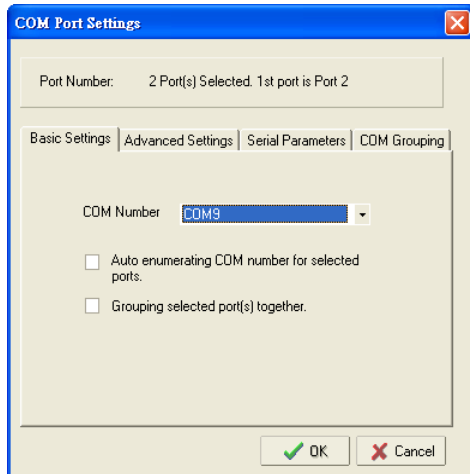 COM Port Settings
Port Number: 2 Port(s) Selected. 1st port is Port 2
Basic Settings Advanced Settings Serial Parameters COM Grouping
COM Number COM9
Auto enumerating COM number for selected
ports.
Grouping selected port(s) together.
OK Cancel